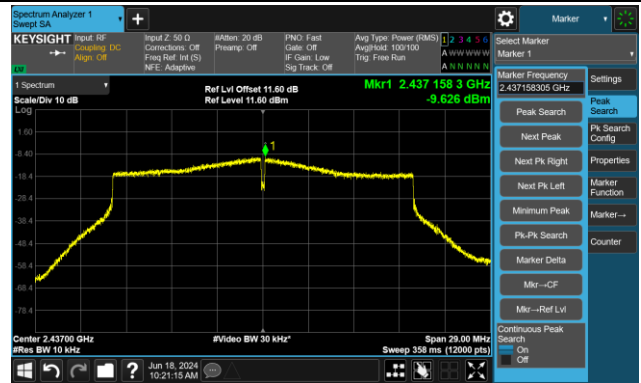 Spectrum Analyzer 1
Swept SA
Marker
KEYSIGHT
Input: RF
Coupling: DC
Align: Off
Input Z: 50 Ω
Corrections: Off
Freq Ref: Int (S)
NFE: Adaptive
#Atten: 20 dB
Preamp: Off
PNO: Fast
Gate: Off
IF Gain: Low
Sig Track: Off
Avg Type: Power (RMS)
Avg|Hold: 100/100
Trig: Free Run
1 2 3 4 5 6
A W W W W W
A N N N N N
Select Marker
Marker 1
1 Spectrum
Scale/Div 10 dB
Log
Ref Lvl Offset 11.60 dB
Ref Level 11.60 dBm
Mkr1 2.437 158 3 GHz
-9.626 dBm
1.60
-8.40
-18.4
-28.4
-38.4
-48.4
-58.4
-68.4
-78.4
1
Center 2.43700 GHz
#Res BW 10 kHz
#Video BW 30 kHz*
Span 29.00 MHz
Sweep 358 ms (12000 pts)
Marker Frequency
2.437158305 GHz
Peak Search
Next Peak
Next Pk Right
Next Pk Left
Minimum Peak
Pk-Pk Search
Marker Delta
Mkr→CF
Mkr→Ref Lvl
Continuous Peak
Search
On
Off
Settings
Peak
Search
Pk Search
Config
Properties
Marker
Function
Marker→
Counter
Jun 18, 2024
10:21:15 AM